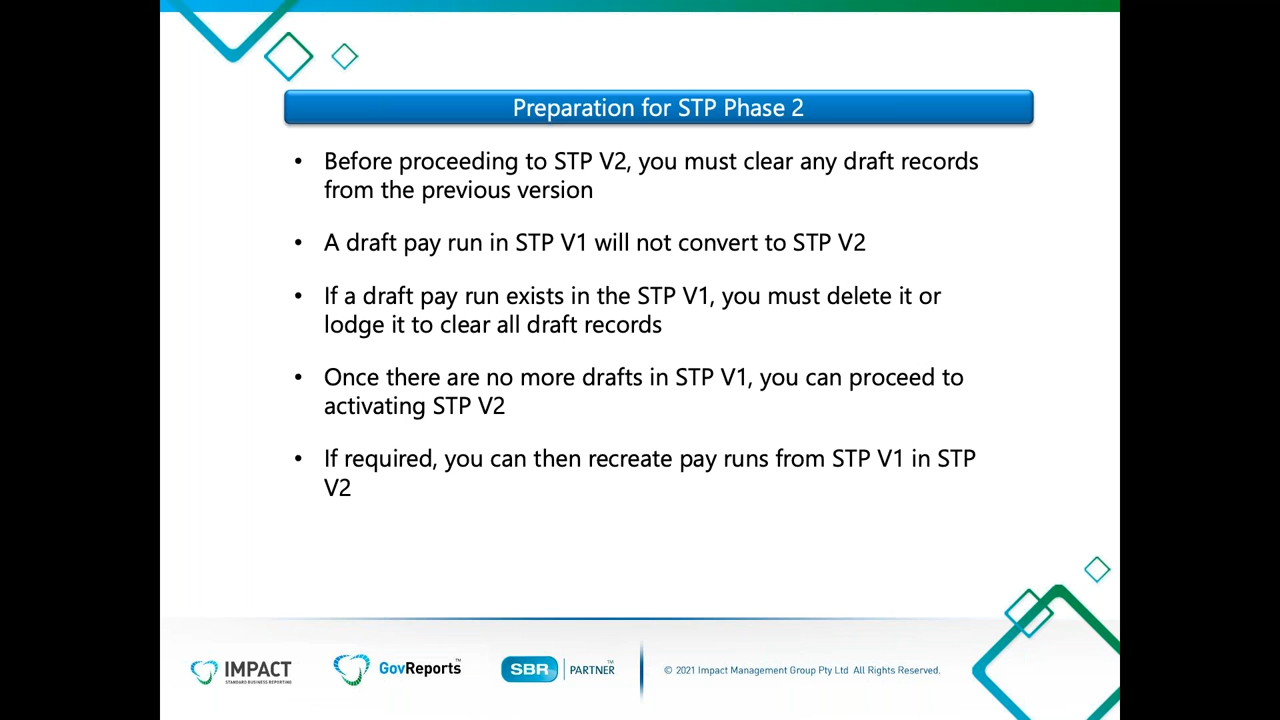 Preparation for STP Phase 2
• Before proceeding to STP V2, you must clear any draft records
from the previous version
• A draft pay run in STP V1 will not convert to STP V2
• If a draft pay run exists in the STP V1, you must delete it or
lodge it to clear all draft records
• Once there are no more drafts in STP V1, you can proceed to
activating STP V2
• If required, you can then recreate pay runs from STP V1 in STP
V2
IMPACT
STANDARD BUSINESS REPORTING
GovReports™
SBR™ | PARTNER
© 2021 Impact Management Group Pty Ltd All Rights Reserved.